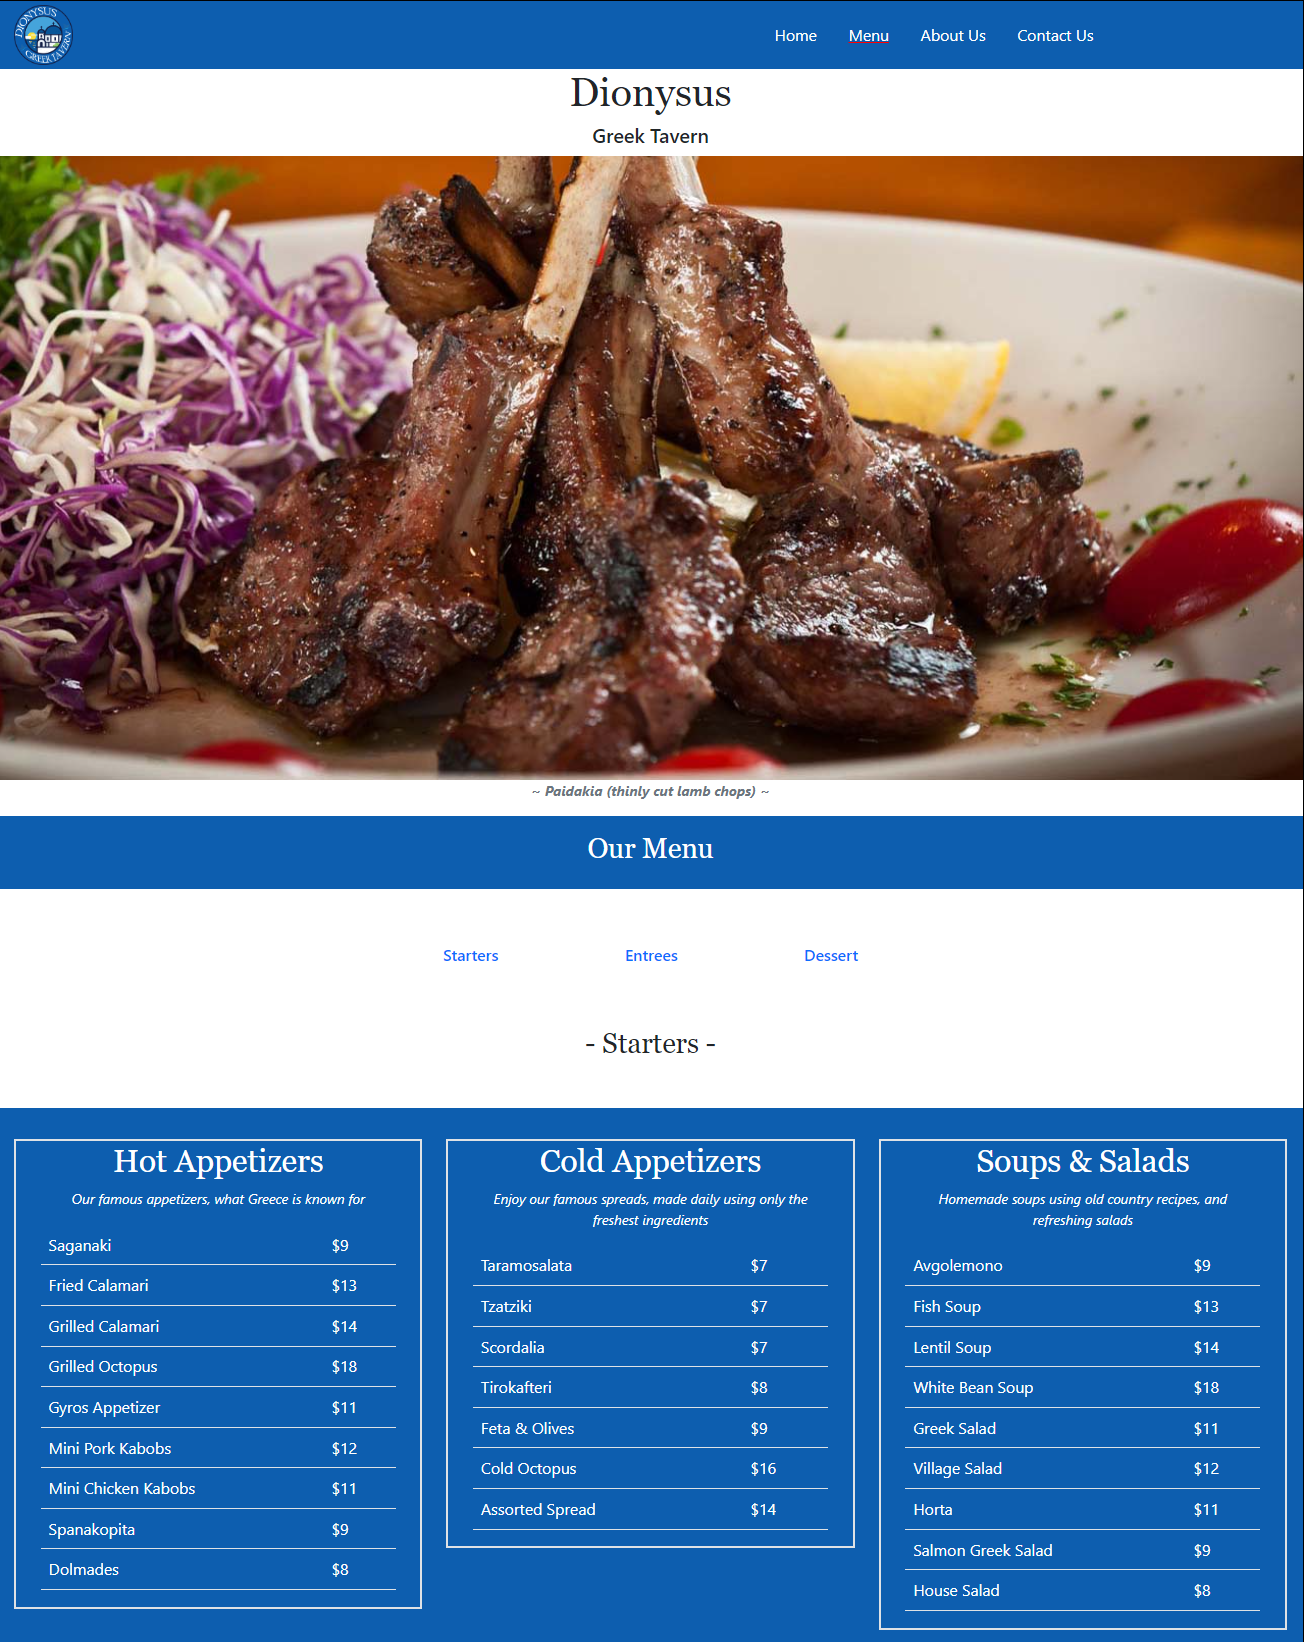 DIONYSUS
GREEK TAVERN
Home Menu About Us Contact Us
Dionysus
Greek Tavern
~ Paidakia (thinly cut lamb chops) ~
Our Menu
Starters Entrees Dessert
- Starters -
Hot Appetizers
Our famous appetizers, what Greece is known for
Saganaki $9
Fried Calamari $13
Grilled Calamari $14
Grilled Octopus $18
Gyros Appetizer $11
Mini Pork Kabobs $12
Mini Chicken Kabobs $11
Spanakopita $9
Dolmades $8
Cold Appetizers
Enjoy our famous spreads, made daily using only the
freshest ingredients
Taramosalata $7
Tzatziki $7
Scordalia $7
Tirokafteri $8
Feta & Olives $9
Cold Octopus $16
Assorted Spread $14
Soups & Salads
Homemade soups using old country recipes, and
refreshing salads
Avgolemono $9
Fish Soup $13
Lentil Soup $14
White Bean Soup $18
Greek Salad $11
Village Salad $12
Horta $11
Salmon Greek Salad $9
House Salad $8